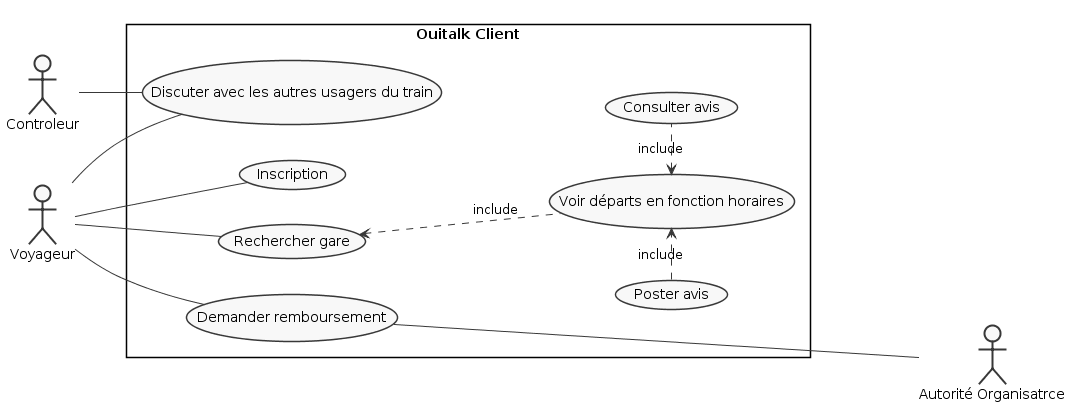 Ouitalk Client
Discuter avec les autres usagers du train
Controleur
Consulter avis
include
Inscription
Voir départs en fonction horaires
include
Rechercher gare
Voyageur
include
Poster avis
Demander remboursement
Autorité Organisatrce